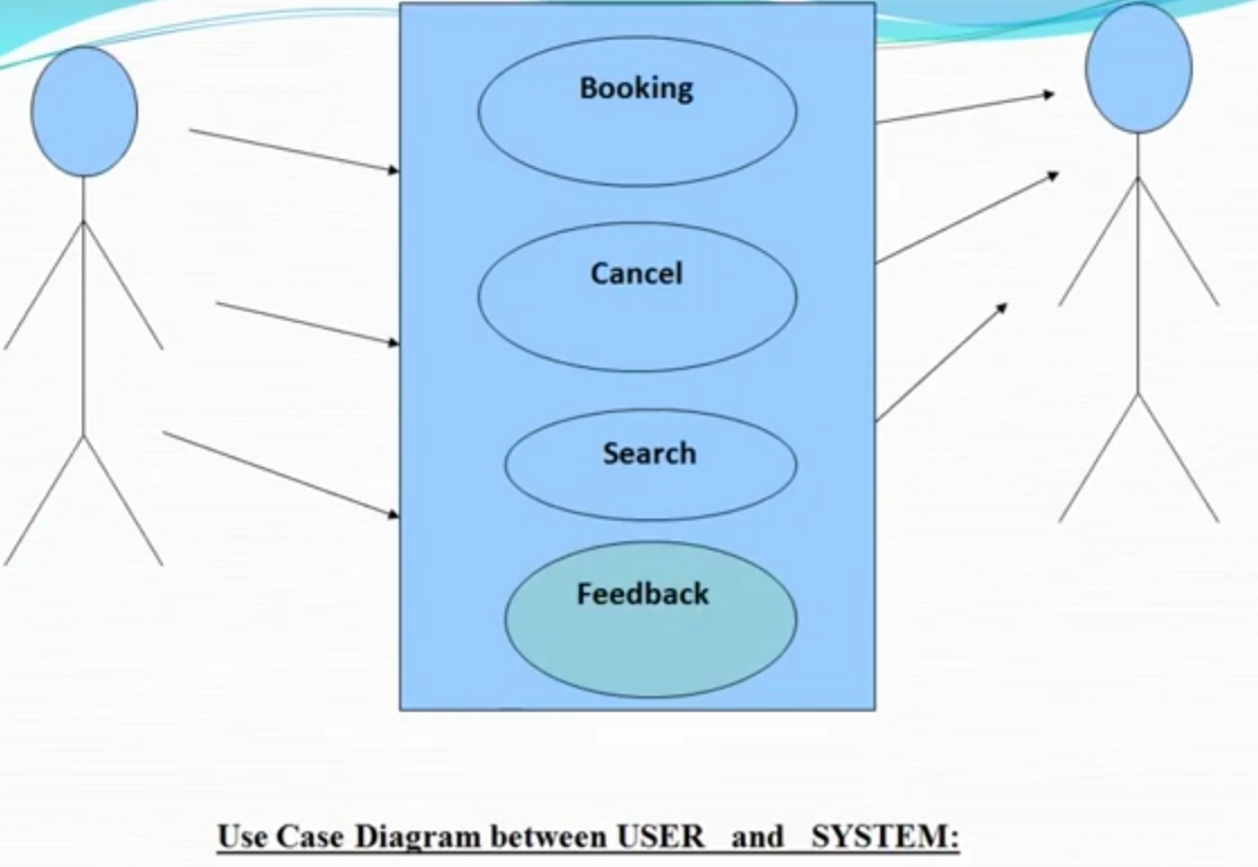 Booking
Cancel
Search
Feedback
Use Case Diagram between USER and SYSTEM: